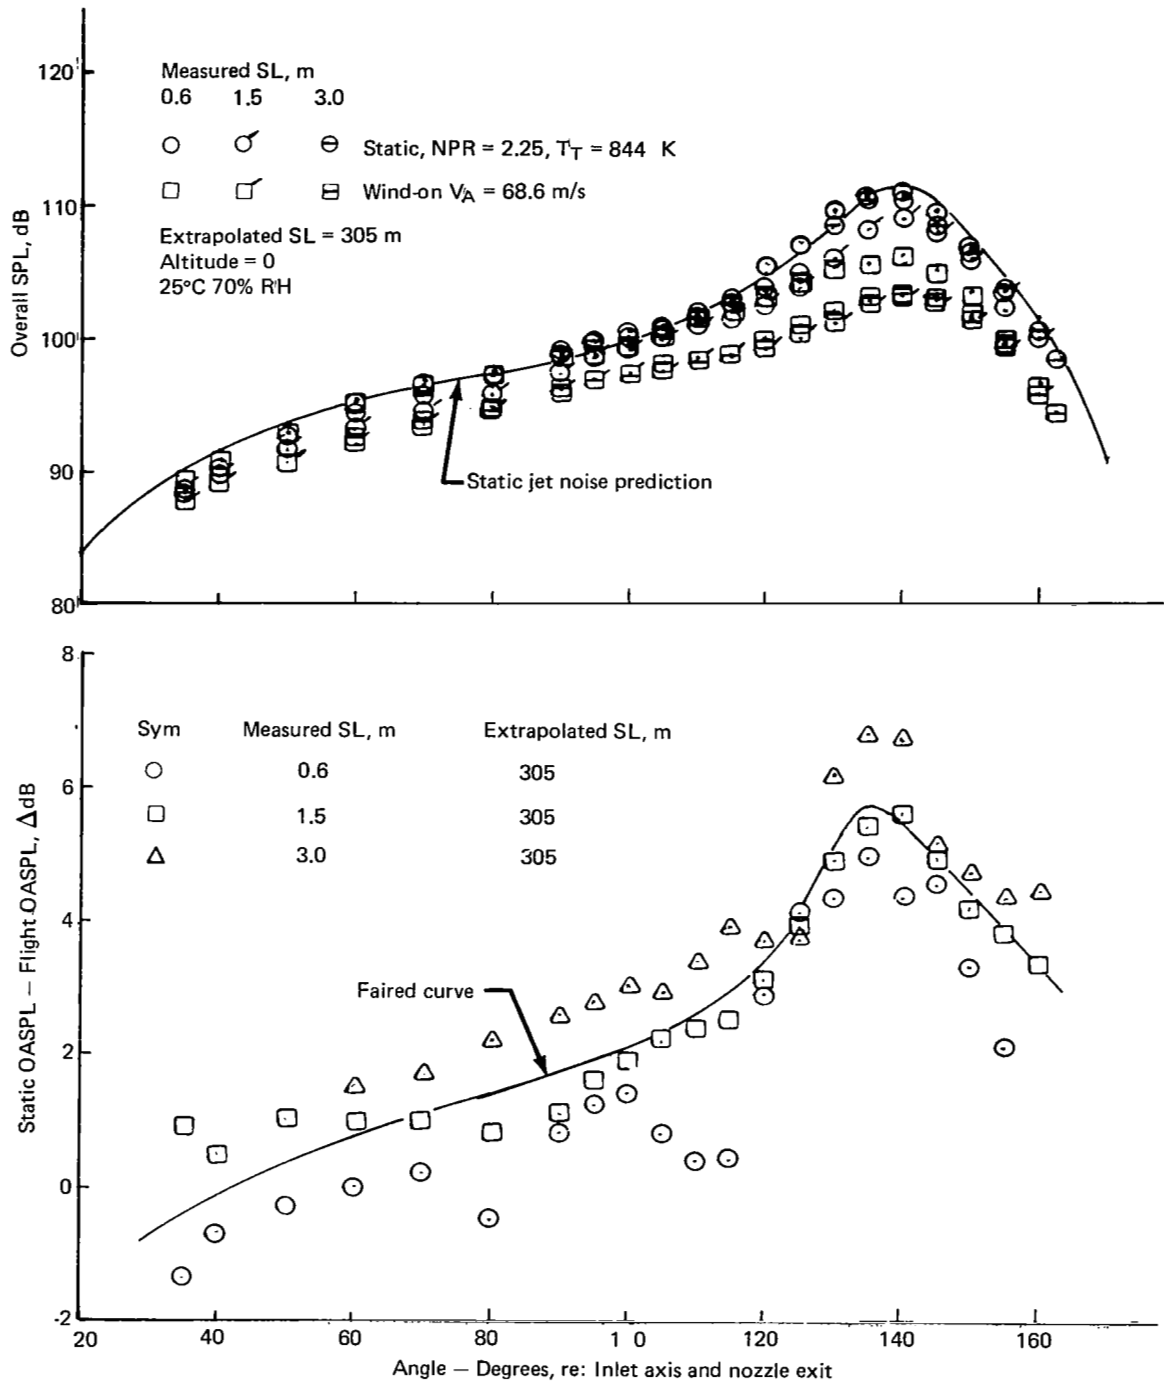 Overall SPL, dB
120
110
100
90
80
Measured SL, m
0.6 1.5 3.0
Static, NPR = 2.25, TT = 844 K
Wind-on VA = 68.6 m/s
Extrapolated SL = 305 m
Altitude = 0
25°C 70% RH
Static jet noise prediction
Static OASPL — Flight OASPL, ΔdB
8
6
4
2
0
-2
Sym Measured SL, m Extrapolated SL, m
0.6 305
1.5 305
3.0 305
Faired curve
20 40 60 80 1 0 120 140 160
Angle — Degrees, re: Inlet axis and nozzle exit